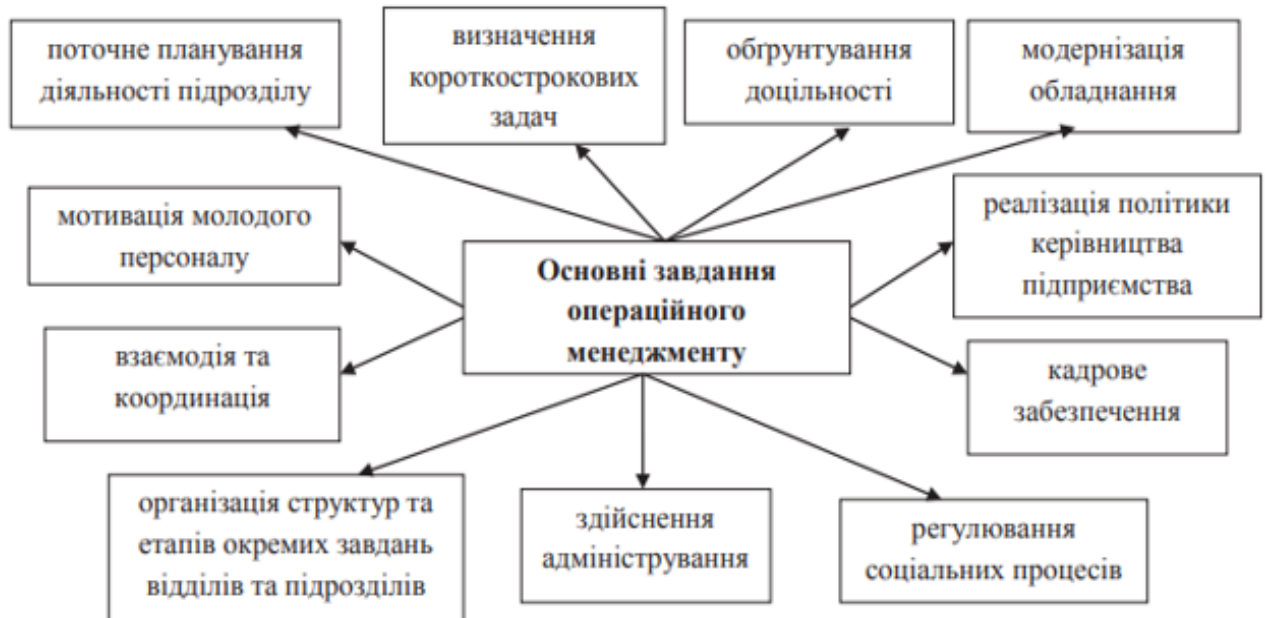 поточне планування
діяльності підрозділу
визначення
короткострокових
задач
обґрунтування
доцільності
модернізація
обладнання
мотивація молодого
персоналу
Основні завдання
операційного
менеджменту
реалізація політики
керівництва
підприємства
взаємодія та
координація
кадрове
забезпечення
організація структур та
етапів окремих завдань
відділів та підрозділів
здійснення
адміністрування
регулювання
соціальних процесів